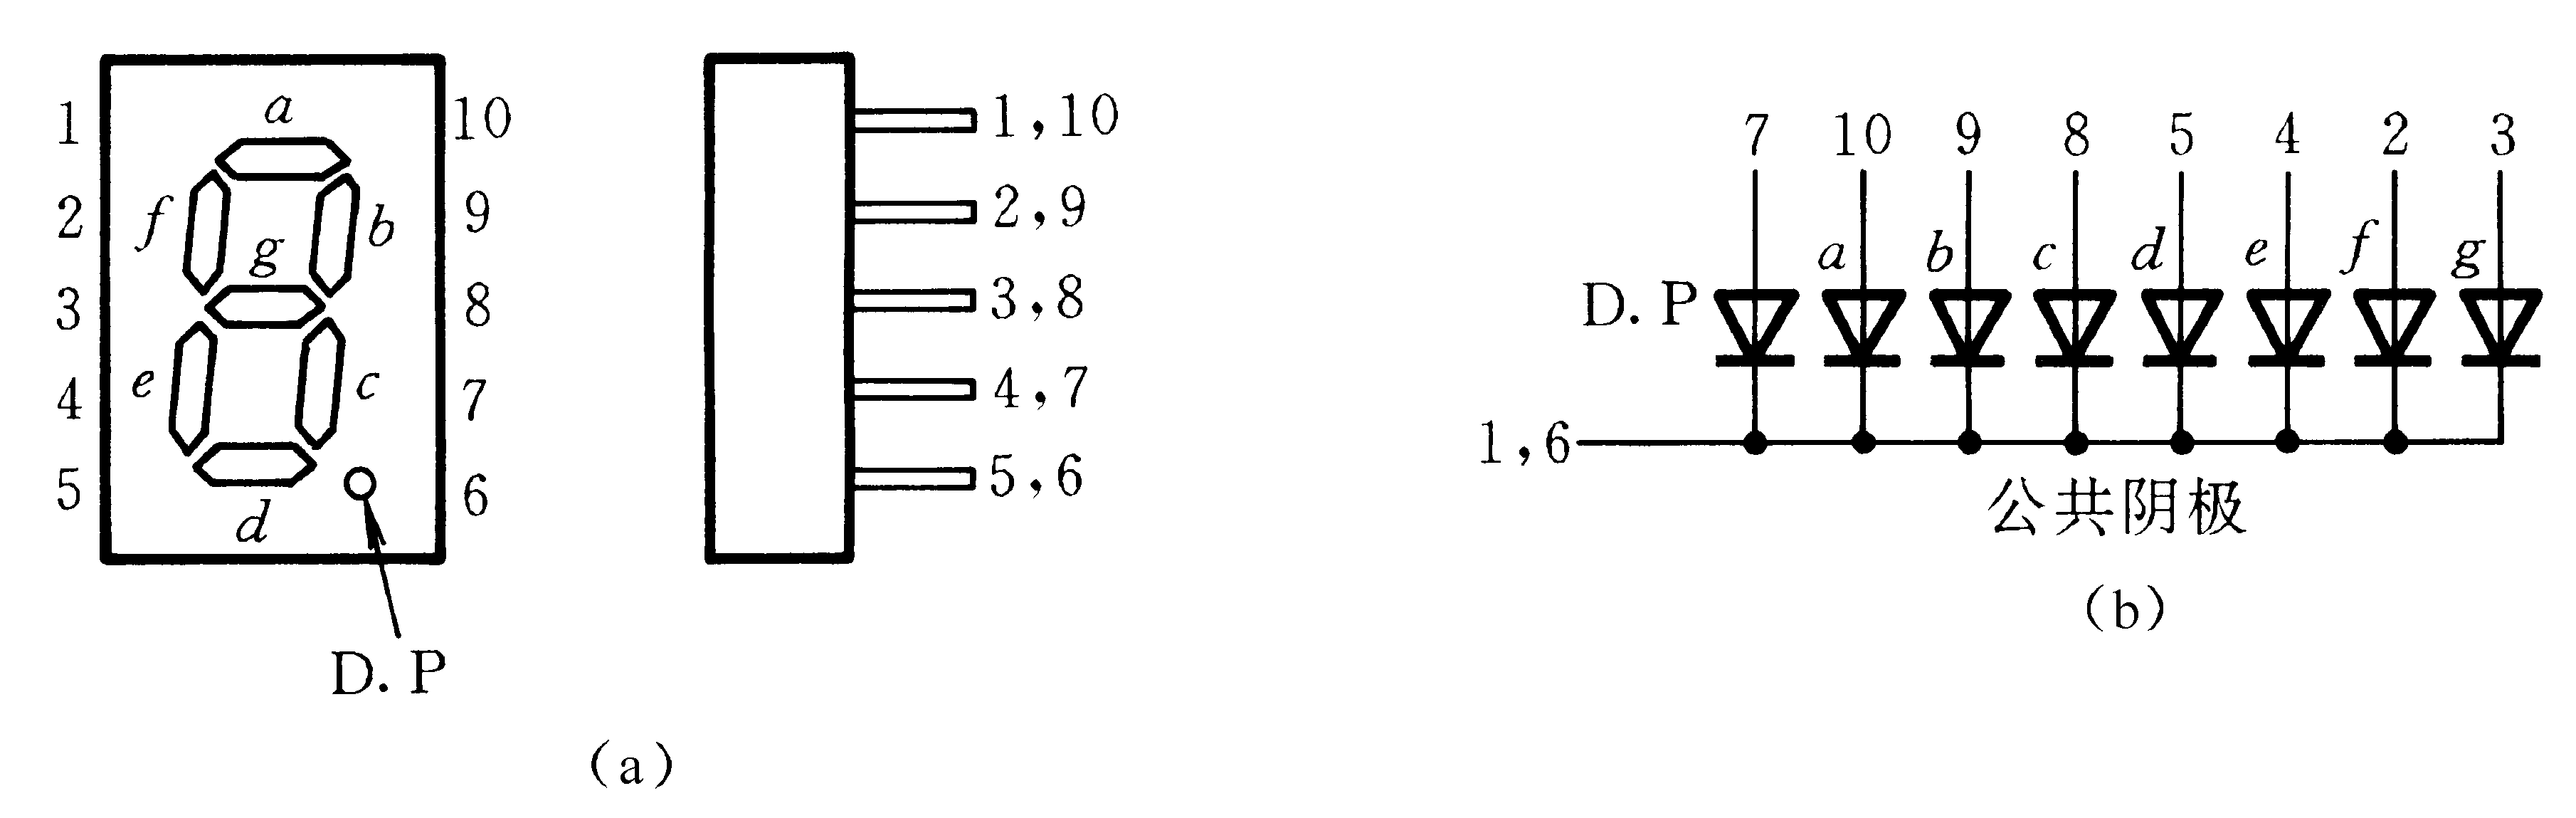 1 a 10
2 f b 9
g
3 8
4 e c 7
5 d 6
D. P
1,10
2,9
3,8
4,7
5,6
(a)
7 10 9 8 5 4 2 3
D. P a b c d e f g
1,6
公共阴极
(b)